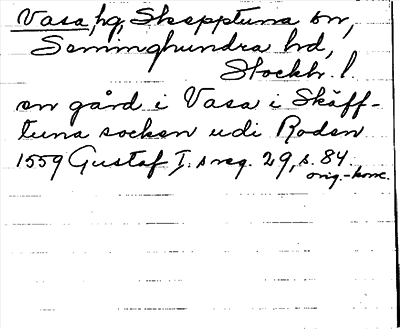 Vasa, hg, Skepptuna sn,
Seminghundra hd,
Stockh. l.
en gård i Vasa i Skäff-
tuna socken udi Roden
1559 Gustaf I:s reg. 29, s. 84.
orig.-konc.